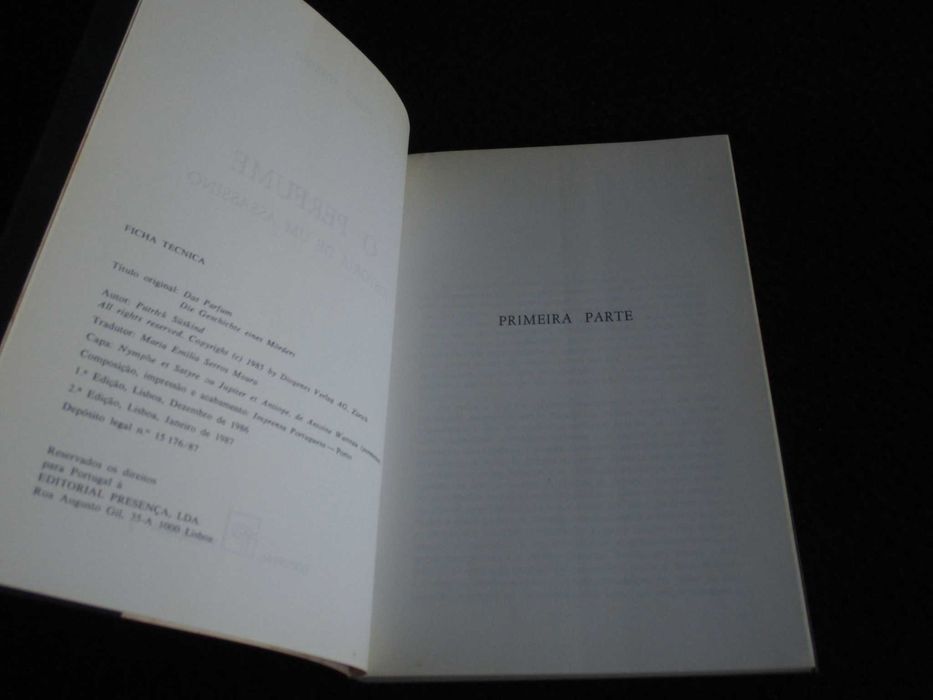 FICHA TÉCNICA
Título original: Das Parfum
Die Geschichte eines Mörders
Autor: Patrick Süskind
All rights reserved. Copyright (c) 1985 by Diogenes Verlag AG, Zürich
Tradutor: Maria Emília Serros Moura
Capa: Nymphe et Satyre ou Jupiter et Antiope, de Antoine Watteau
Composição, impressão e acabamento: Imprensa Portuguesa — Porto
1.ª Edição, Lisboa, Dezembro de 1986
2.ª Edição, Lisboa, Janeiro de 1987
Depósito legal n.º 15 176/87
Reservados os direitos
para Portugal à
EDITORIAL PRESENÇA, LDA.
Rua Augusto Gil, 35-A 1000 Lisboa
O PERFUME
DE UM ASSASSINO
PRIMEIRA PARTE